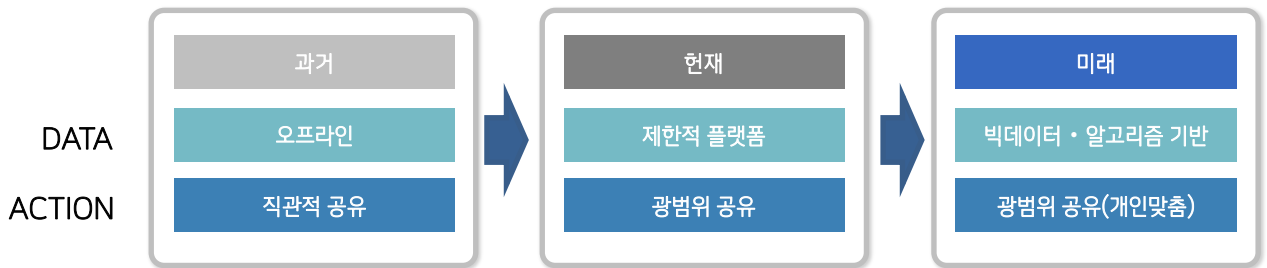 과거 헌재 미래
DATA 오프라인 제한적 플랫폼 빅데이터 • 알고리즘 기반
ACTION 직관적 공유 광범위 공유 광범위 공유(개인맞춤)